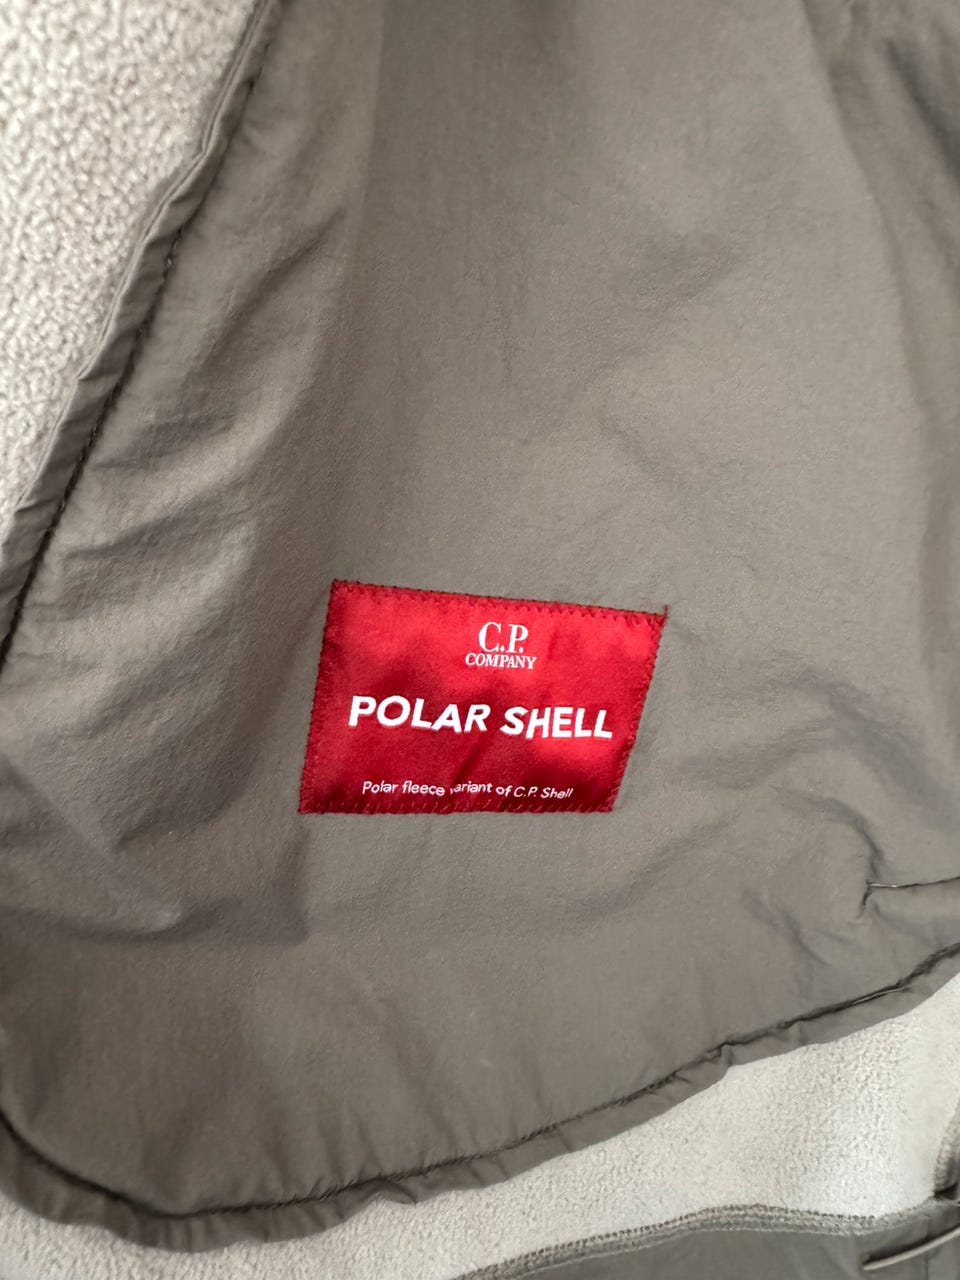 C.P.
COMPANY
POLAR SHELL
Polar fleece variant of C.P. Shell